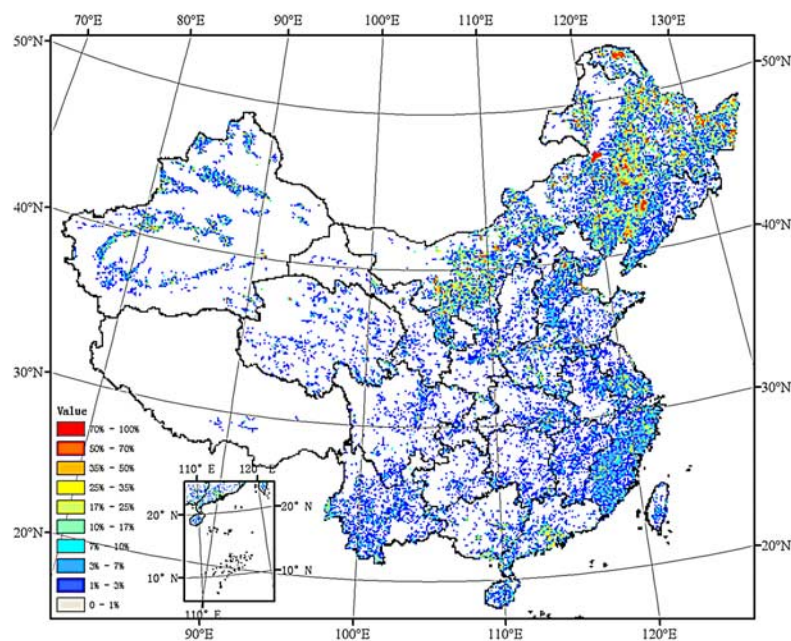 70°E 80°E 90°E 100°E 110°E 120°E 130°E
50°N 50°N
40°N 40°N
30°N 30°N
20°N 20°N
Value
70% - 100%
50% - 70%
35% - 50%
25% - 35%
17% - 25%
10% - 17%
7% - 10%
3% - 7%
1% - 3%
0 - 1%
110° E 120° E
20° N 20° N
10° N 10° N
110° E
90°E 100°E 110°E 120°E